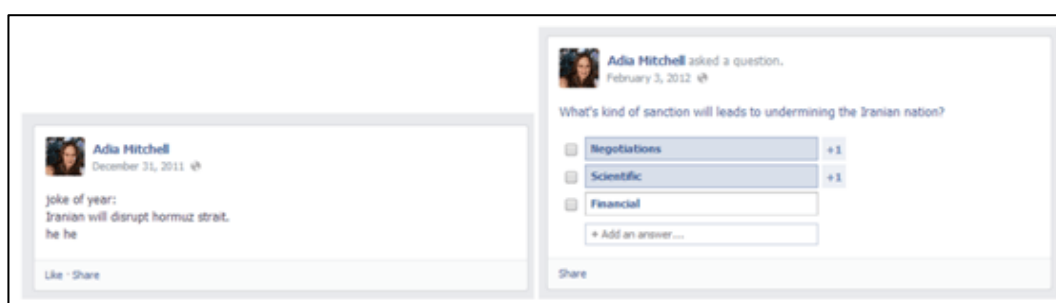 Adia Mitchell
December 31, 2011
joke of year:
Iranian will disrupt hormuz strait.
he he
Like · Share
Adia Mitchell asked a question.
February 3, 2012
What's kind of sanction will leads to undermining the Iranian nation?
Negotiations +1
Scientific +1
Financial
+ Add an answer...
Share